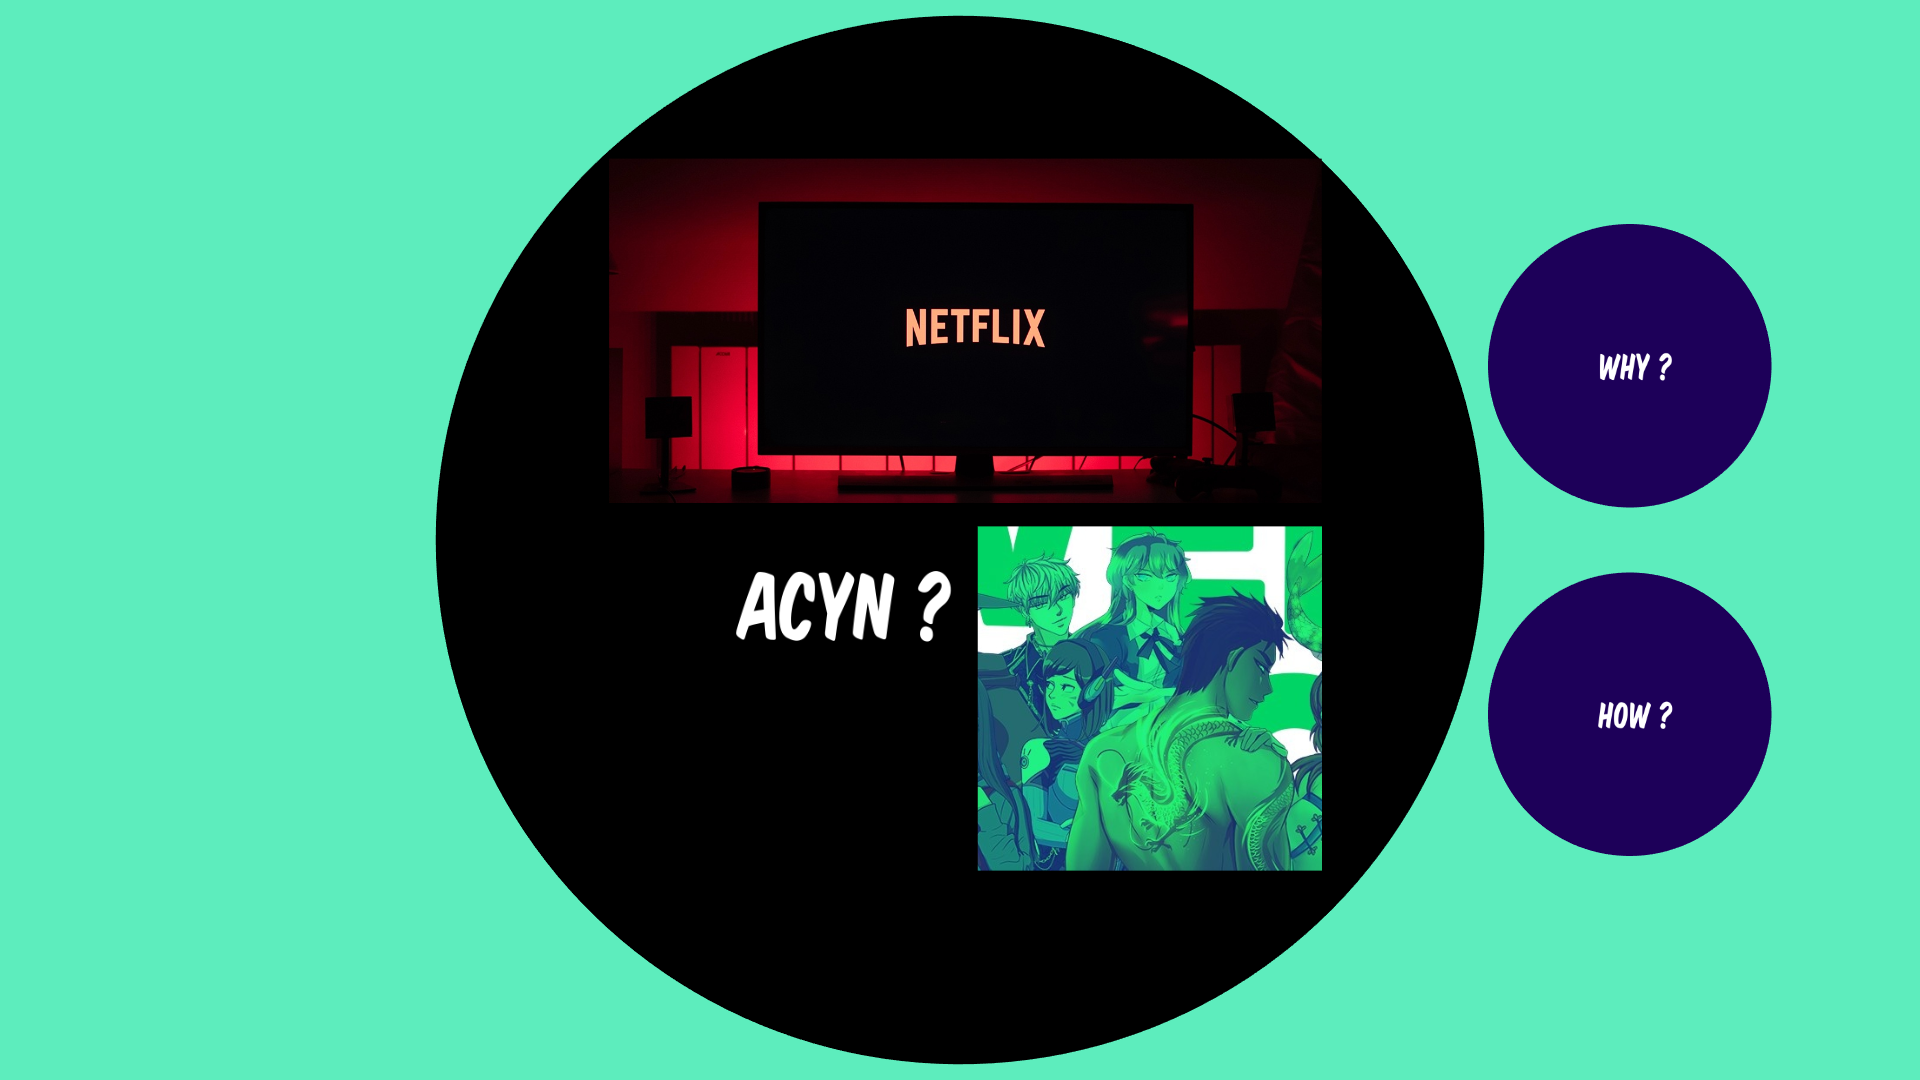 NETFLIX
ACYN ?
WHY ?
HOW ?